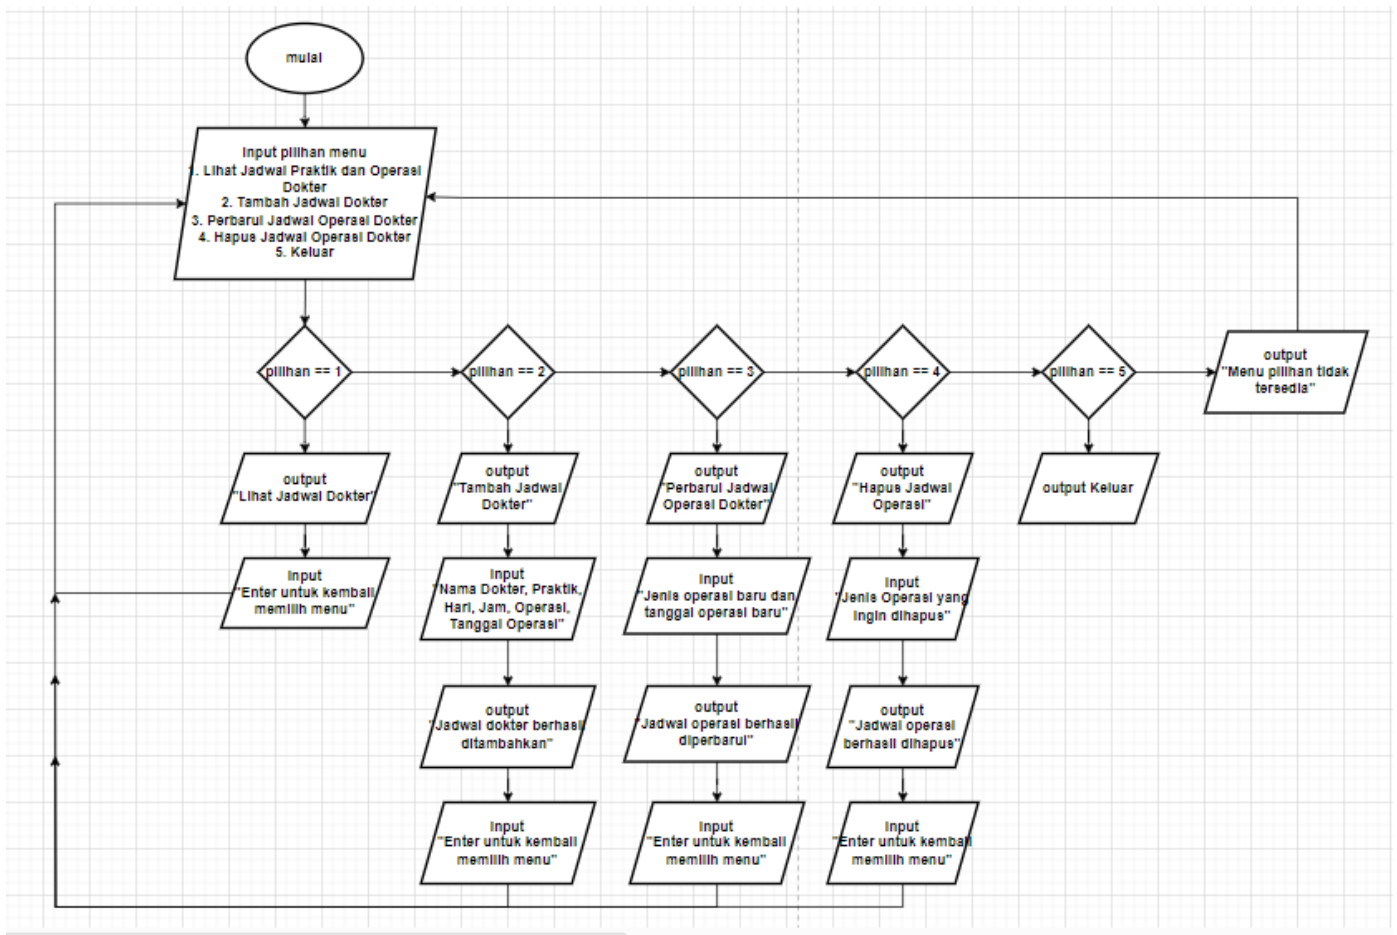 mulai
Input pilihan menu
1. Lihat Jadwal Praktik dan Operasi
Dokter
2. Tambah Jadwal Dokter
3. Perbarui Jadwal Operasi Dokter
4. Hapus Jadwal Operasi Dokter
5. Keluar
pilihan == 1
pilihan == 2
pilihan == 3
pilihan == 4
pilihan == 5
output
"Menu pilihan tidak
tersedia"
output
"Lihat Jadwal Dokter"
output
"Tambah Jadwal
Dokter"
output
"Perbarui Jadwal
Operasi Dokter"
output
"Hapus Jadwal
Operasi"
output Keluar
Input
"Enter untuk kembali
memilih menu"
Input
"Nama Dokter, Praktik,
Hari, Jam, Operasi,
Tanggal Operasi"
Input
"Jenis operasi baru dan
tanggal operasi baru"
Input
"Jenis Operasi yang
ingin dihapus"
output
"Jadwal dokter berhasil
ditambahkan"
output
"Jadwal operasi berhasil
diperbarui"
output
"Jadwal operasi
berhasil dihapus"
Input
"Enter untuk kembali
memilih menu"
Input
"Enter untuk kembali
memilih menu"
Input
"Enter untuk kembali
memilih menu"